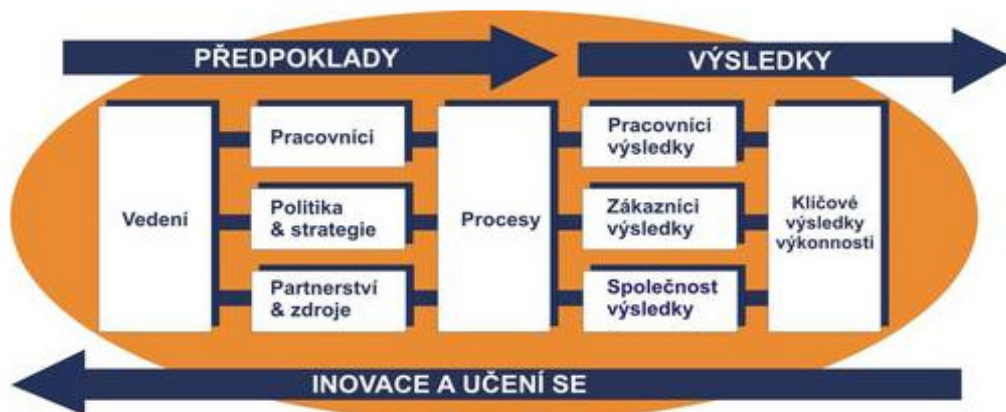 PŘEDPOKLADY
VÝSLEDKY
Vedení
Pracovníci
Politika
& strategie
Partnerství
& zdroje
Procesy
Pracovníci
výsledky
Zákazníci
výsledky
Společnost
výsledky
Klíčové
výsledky
výkonnosti
INOVACE A UČENÍ SE